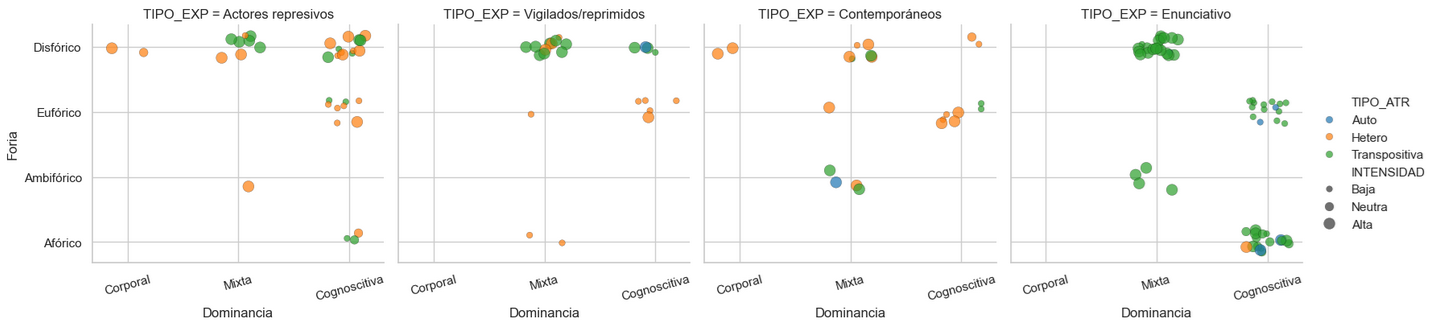 TIPO_EXP = Actores represivos
TIPO_EXP = Vigilados/reprimidos
TIPO_EXP = Contemporáneos
TIPO_EXP = Enunciativo
Foria
Disfórico
Eufórico
Ambifórico
Afórico
Corporal
Mixta
Cognoscitiva
Dominancia
Corporal
Mixta
Cognoscitiva
Dominancia
Corporal
Mixta
Cognoscitiva
Dominancia
Corporal
Mixta
Cognoscitiva
Dominancia
TIPO_ATR
Auto
Hetero
Transpositiva
INTENSIDAD
Baja
Neutra
Alta